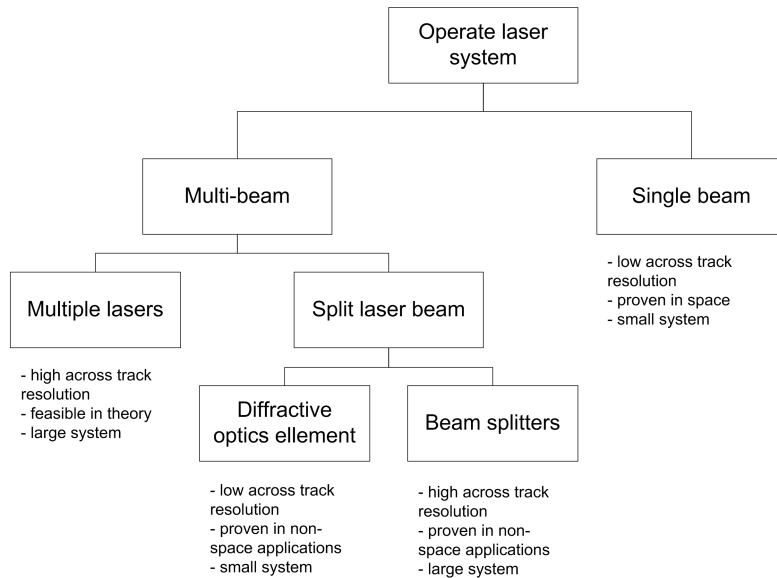 Operate laser
system
Multi-beam
Single beam
- low across track
resolution
- proven in space
- small system
Multiple lasers
Split laser beam
- high across track
resolution
- feasible in theory
- large system
Diffractive
optics ellement
Beam splitters
- low across track
resolution
- proven in non-
space applications
- small system
- high across track
resolution
- proven in non-
space applications
- large system